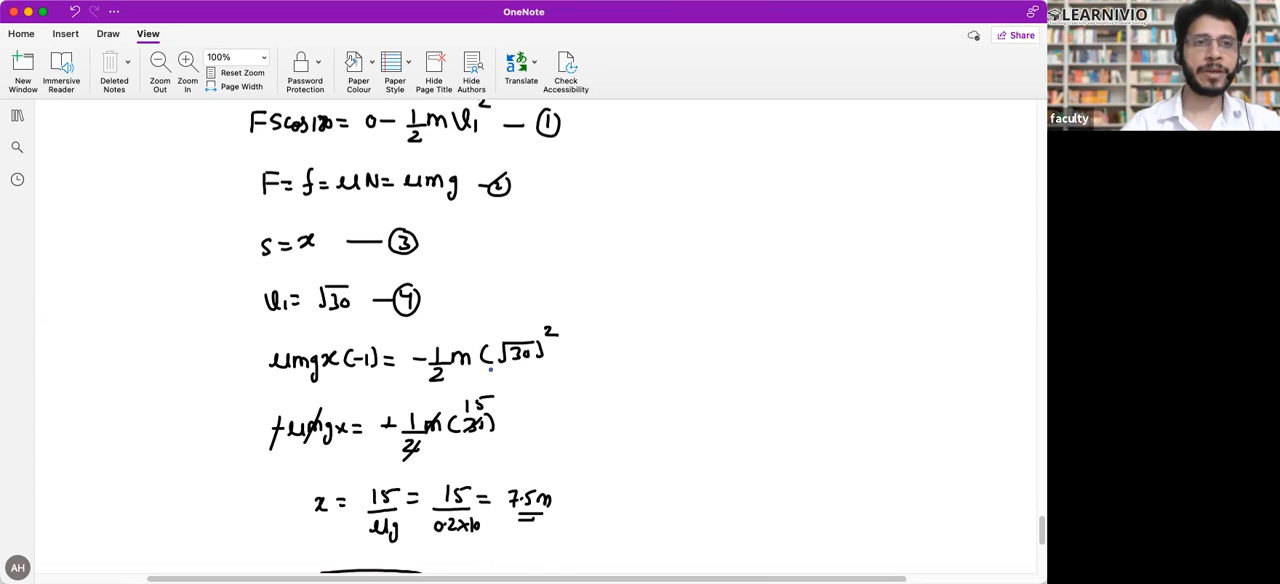 OneNote
Home Insert Draw View
Share
100%
Reset Zoom
Page Width
New Window
Immersive Reader
Deleted Notes
Zoom Out
Zoom In
Password Protection
Paper Colour
Paper Style
Hide Page Title
Hide Authors
Translate
Check Accessibility
LEARNIVIO
faculty
FScos180 = 0 - 1/2 m v₁² — ①
F = f = μN = μmg — ②
s = x — ③
v₁ = √30 — ④
μmgx(-1) = -1/2 m (√30)²
+μmgx = +1/2 m (30) 15
x = 15/μg = 15/0.2×10 = 7.5m
AH